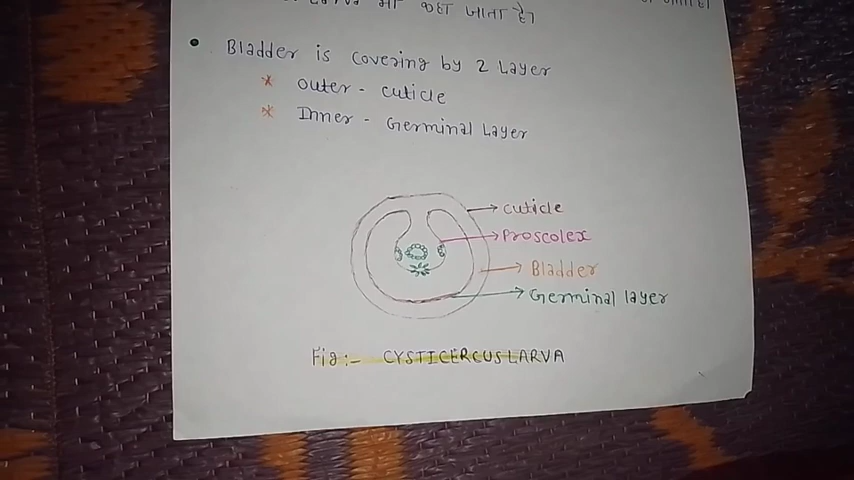 भी कहा जाता है।
• Bladder is covering by 2 Layer
* outer - cuticle
* Inner - Germinal Layer
cuticle
Proscolex
Bladder
Germinal layer
Fig:- CYSTICERCUS LARVA